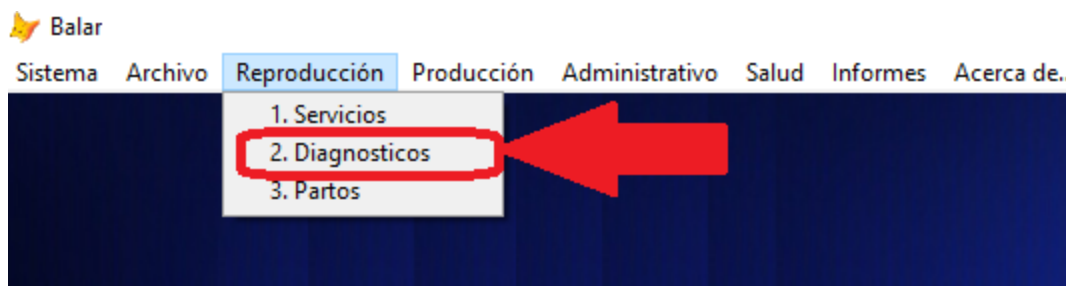 Balar
Sistema Archivo Reproducción Producción Administrativo Salud Informes Acerca de..
1. Servicios
2. Diagnosticos
3. Partos